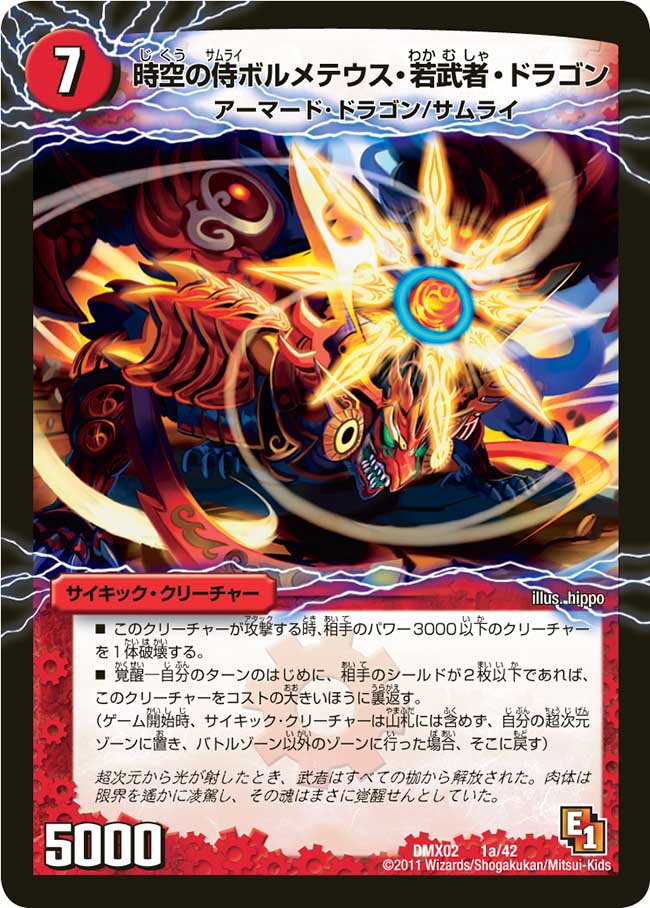 7
時空の侍ボルメテウス・若武者・ドラゴン
アーマード・ドラゴン/サムライ
サイキック・クリーチャー
illus. hippo
■ このクリーチャーが攻撃する時、相手のパワー3000以下のクリーチャー
を1体破壊する。
■ 覚醒―自分のターンのはじめに、相手のシールドが2枚以下であれば、
このクリーチャーをコストの大きいほうに裏返す。
(ゲーム開始時、サイキック・クリーチャーは山札には含めず、自分の超次元
ゾーンに置き、バトルゾーン以外のゾーンに行った場合、そこに戻す)
超次元から光が射したとき、武者はすべての枷から解放された。肉体は
限界を遥かに凌駕し、その魂はまさに覚醒せんとしていた。
5000
E1
DMX02 1a/42
©2011 Wizards/Shogakukan/Mitsui-Kids